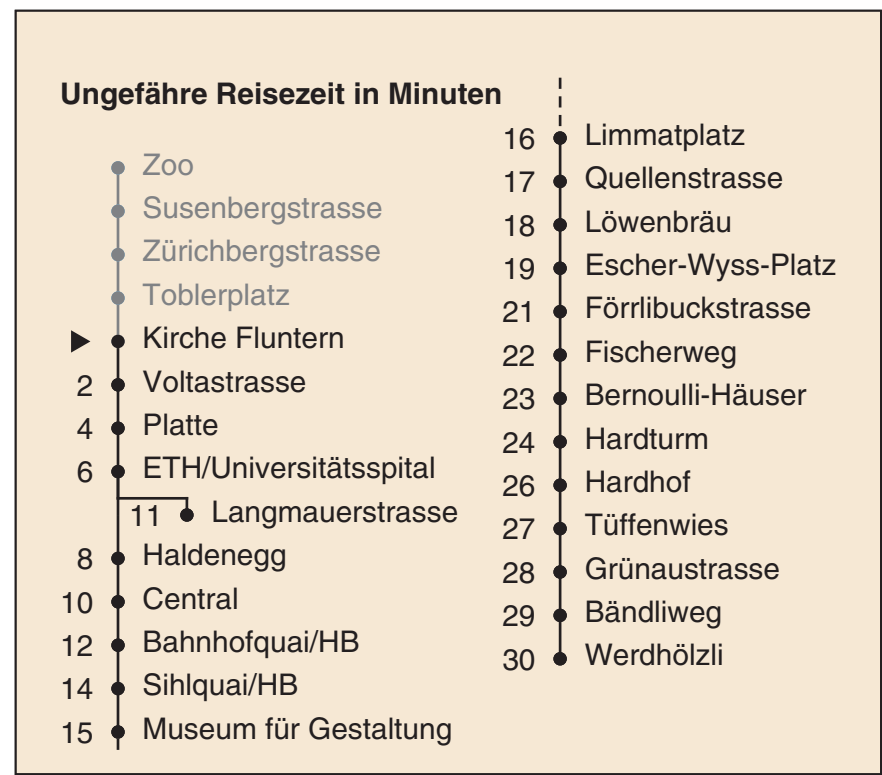 Ungefähre Reisezeit in Minuten
Zoo
Susenbergstrasse
Zürichbergstrasse
Toblerplatz
Kirche Fluntern
2 Voltastrasse
4 Platte
6 ETH/Universitätsspital
11 Langmauerstrasse
8 Haldenegg
10 Central
12 Bahnhofquai/HB
14 Sihlquai/HB
15 Museum für Gestaltung
16 Limmatplatz
17 Quellenstrasse
18 Löwenbräu
19 Escher-Wyss-Platz
21 Förrlibuckstrasse
22 Fischerweg
23 Bernoulli-Häuser
24 Hardturm
26 Hardhof
27 Tüffenwies
28 Grünaustrasse
29 Bändliweg
30 Werdhölzli